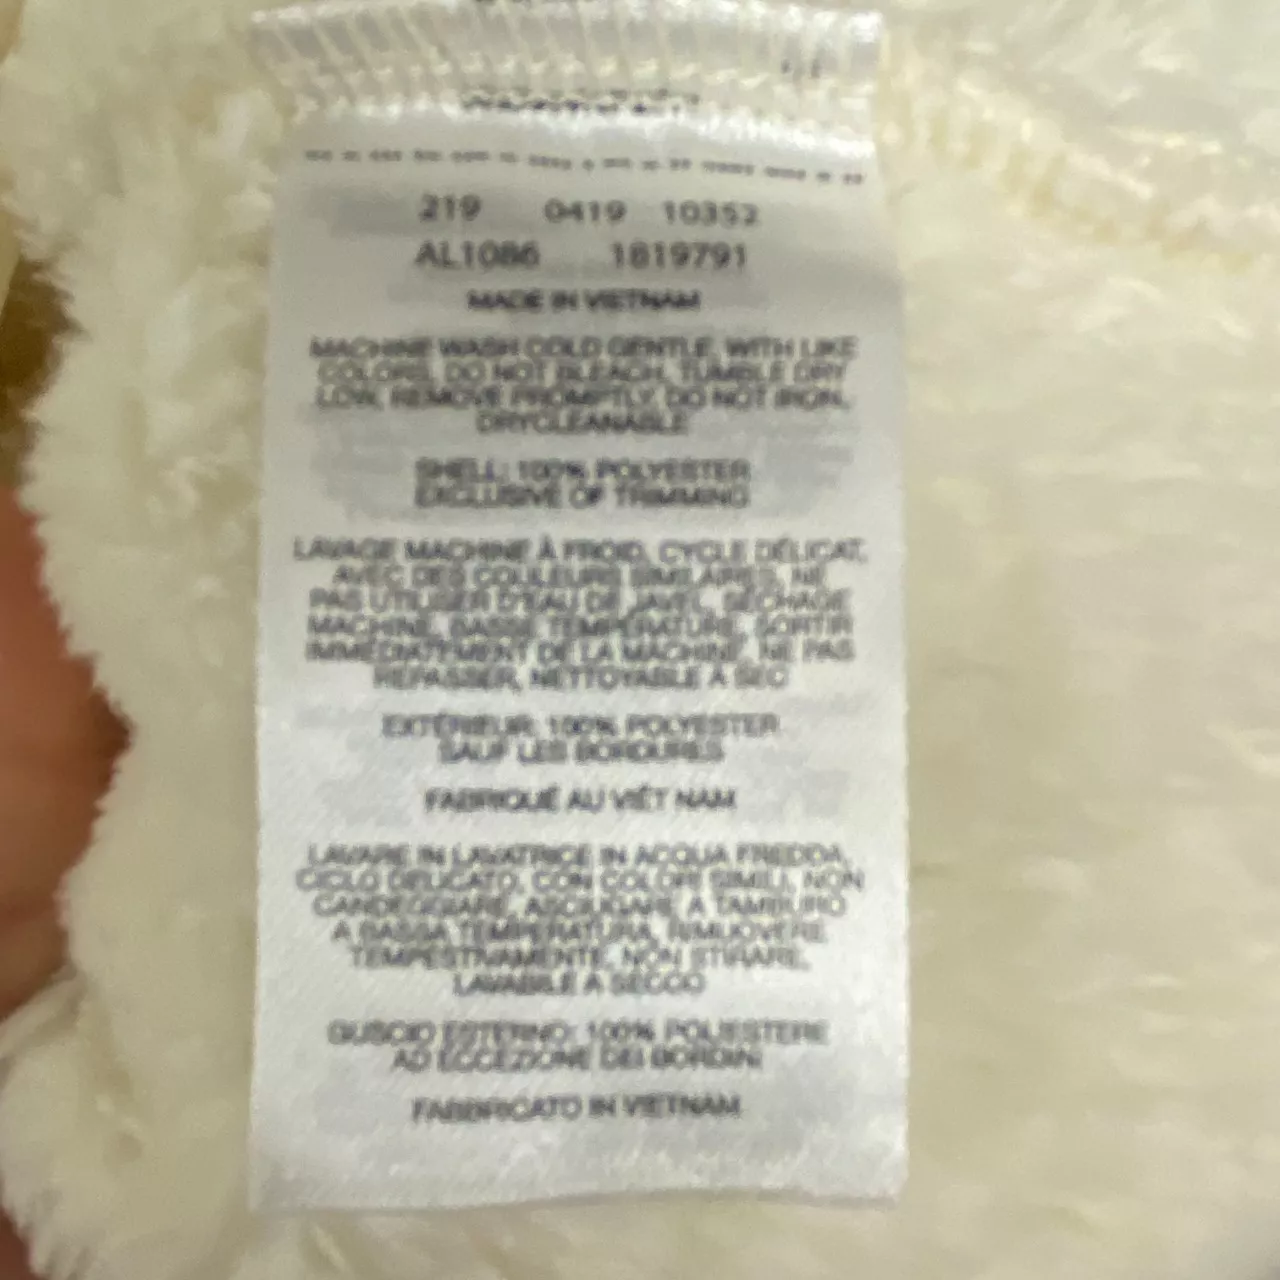 219 0419 10352
AL1086 1819791
MADE IN VIETNAM
MACHINE WASH COLD GENTLE, WITH LIKE
COLORS, DO NOT BLEACH, TUMBLE DRY
LOW, REMOVE PROMPTLY, DO NOT IRON,
DRYCLEANABLE
SHELL: 100% POLYESTER
EXCLUSIVE OF TRIMMING
LAVAGE MACHINE À FROID, CYCLE DÉLICAT,
AVEC DES COULEURS SIMILAIRES, NE
PAS UTILISER D'EAU DE JAVEL, SÉCHAGE
MACHINE, BASSE TEMPÉRATURE, SORTIR
IMMÉDIATEMENT DE LA MACHINE, NE PAS
REPASSER, NETTOYABLE À SEC
EXTÉRIEUR: 100% POLYESTER
SAUF LES BORDURES
FABRIQUÉ AU VIÊT NAM
LAVARE IN LAVATRICE IN ACQUA FREDDA,
CICLO DELICATO, CON COLORI SIMILI, NON
CANDEGGIARE, ASCIUGARE A TAMBURO
A BASSA TEMPERATURA, RIMUOVERE
TEMPESTIVAMENTE, NON STIRARE,
LAVABILE A SECCO
GUSCIO ESTERNO: 100% POLIESTERE
AD ECCEZIONE DEI BORDINI
FABBRICATO IN VIETNAM